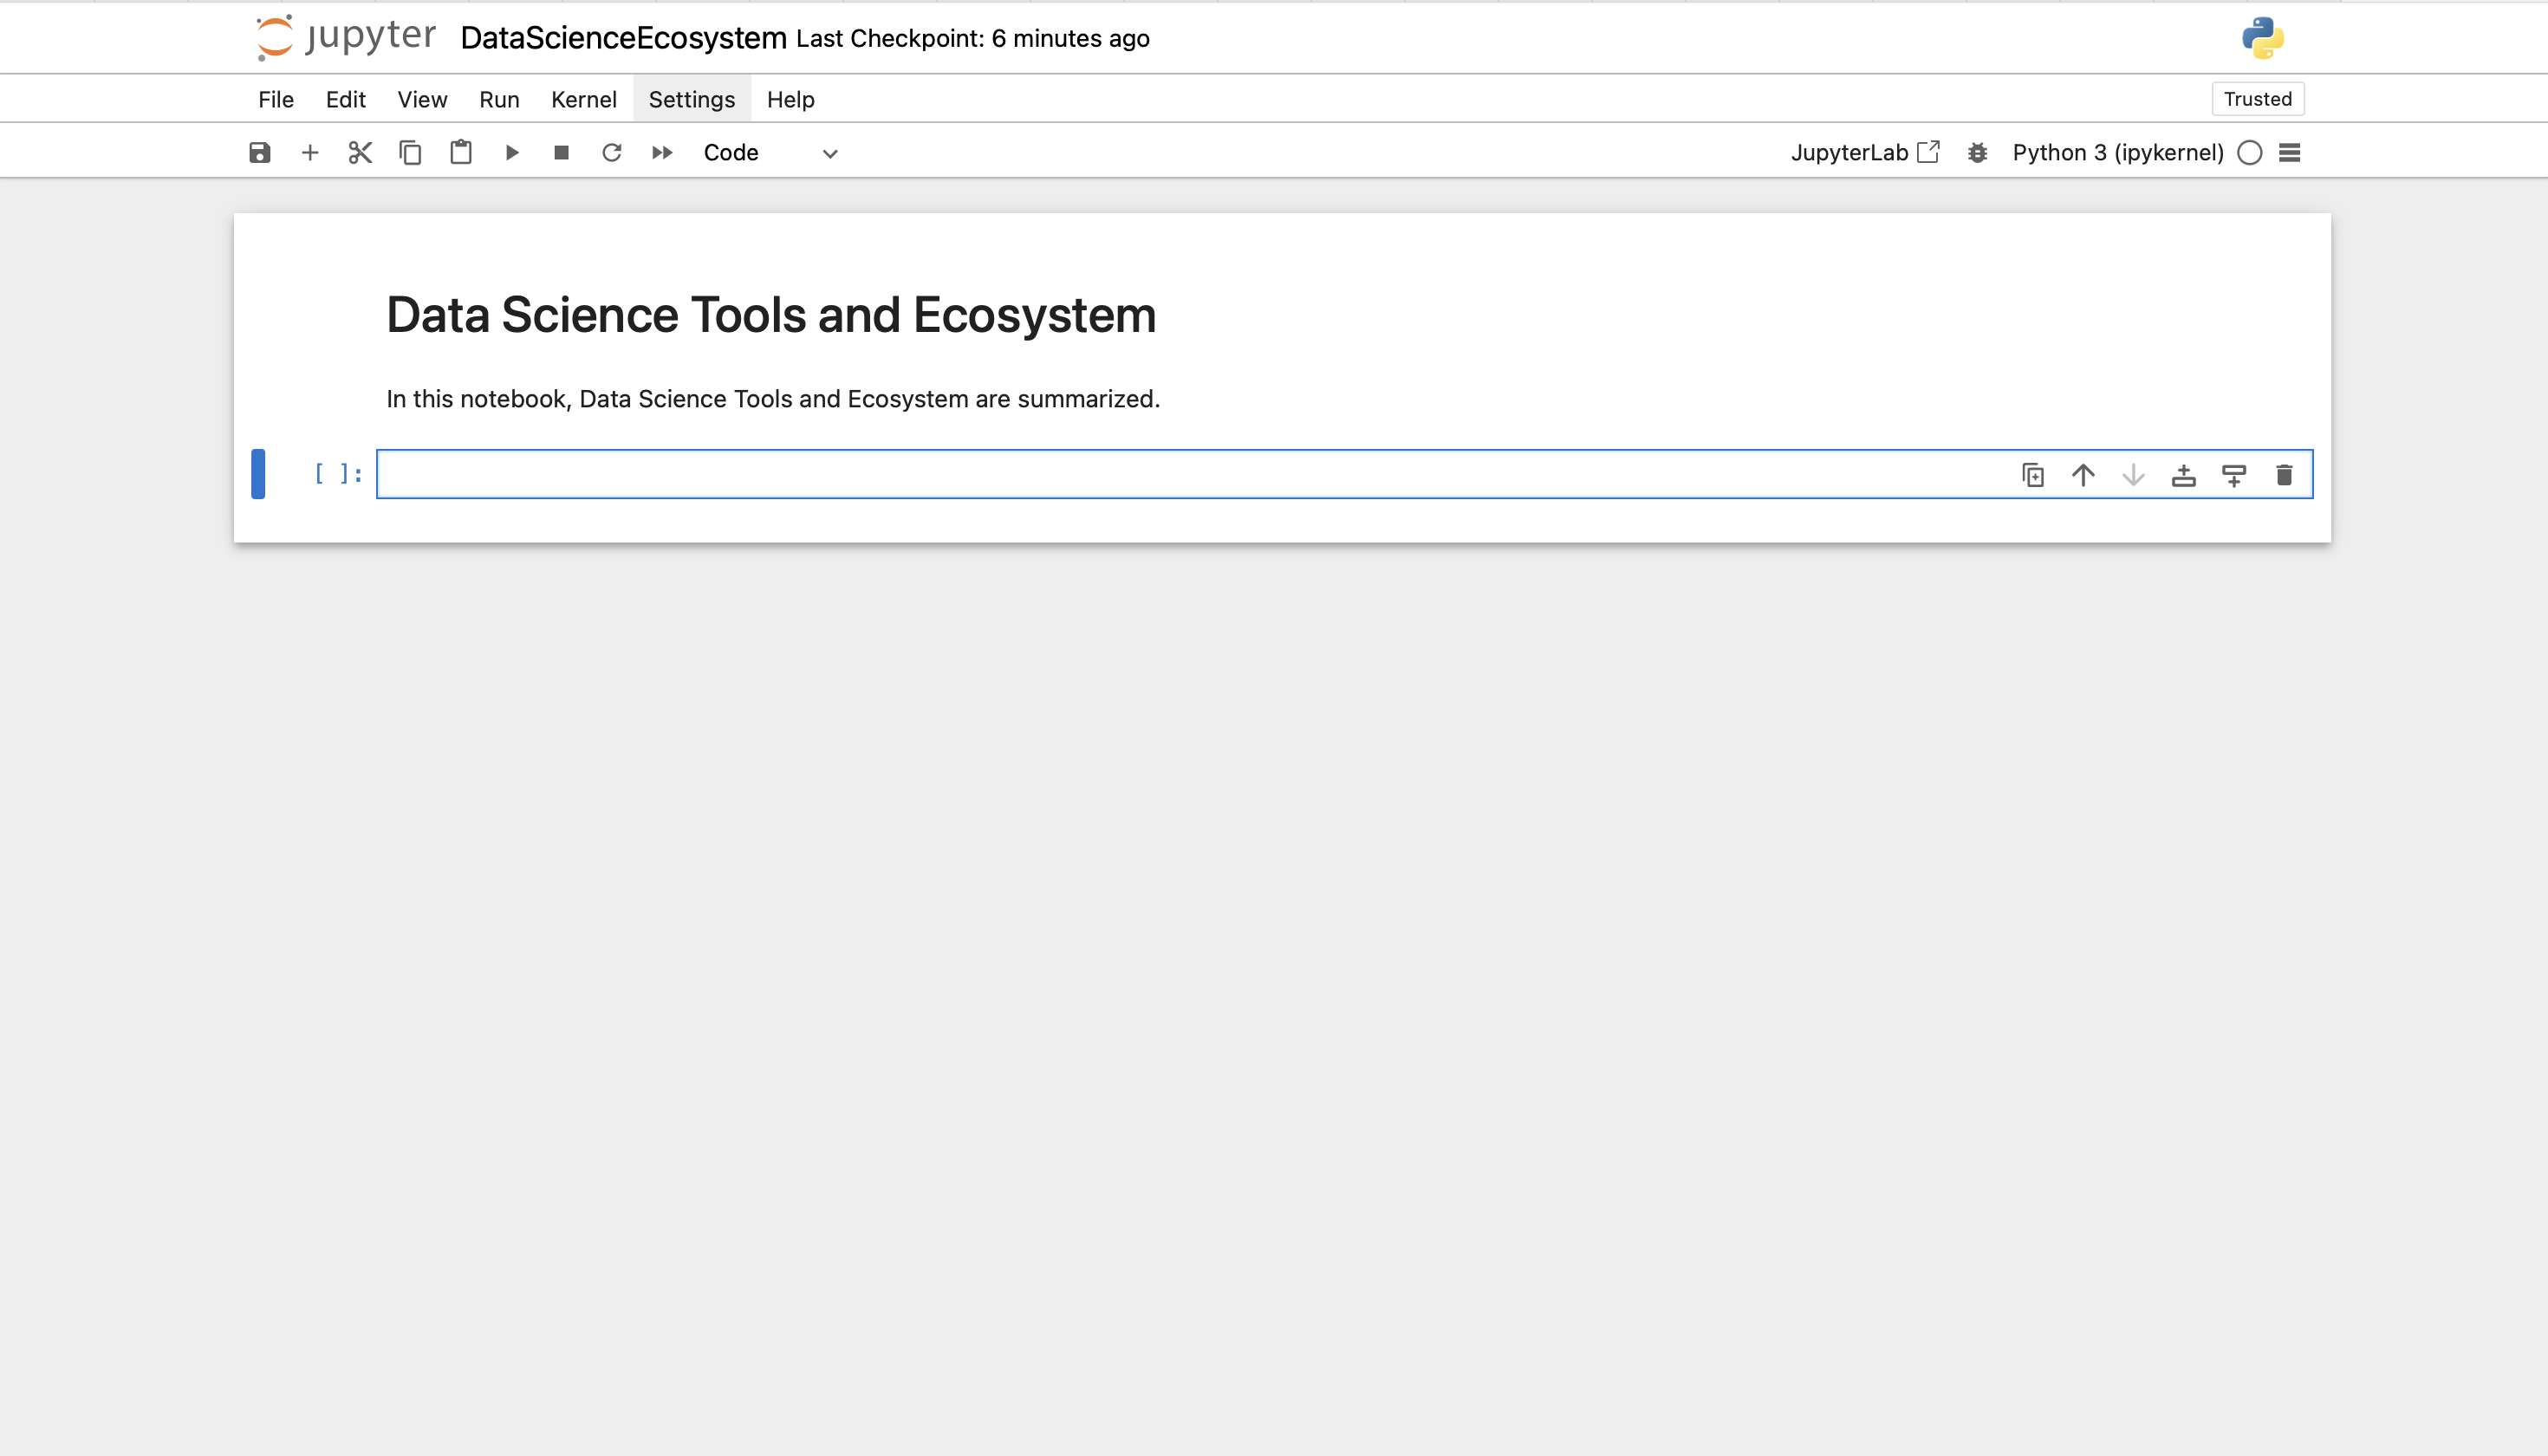 jupyter DataScienceEcosystem Last Checkpoint: 6 minutes ago
File Edit View Run Kernel Settings Help Trusted
Code JupyterLab Python 3 (ipykernel)
Data Science Tools and Ecosystem
In this notebook, Data Science Tools and Ecosystem are summarized.
[ ]: